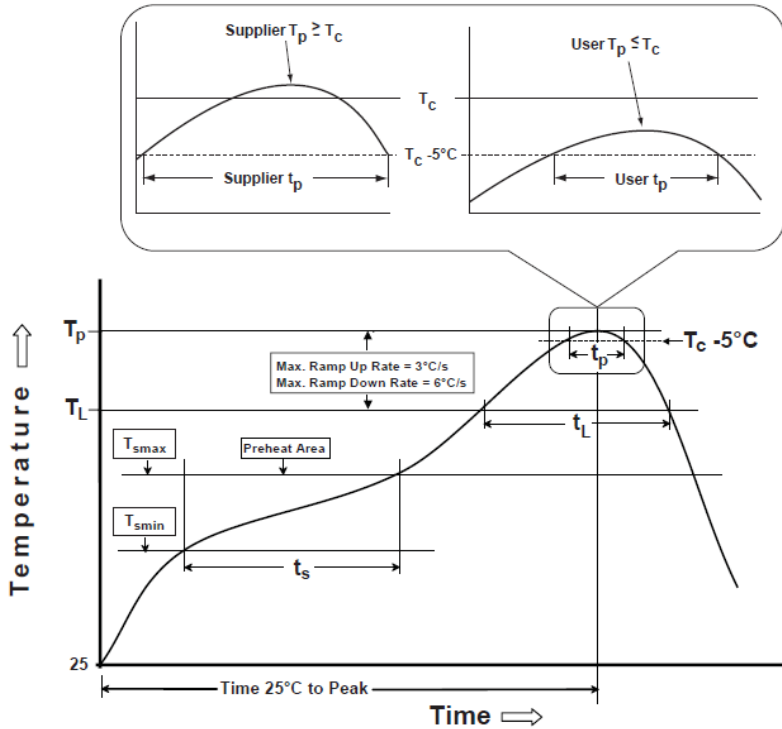 Supplier Tp ≥ Tc
User Tp ≤ Tc
Tc
Tc -5°C
Supplier tp
User tp
Tp
Tc -5°C
tp
Max. Ramp Up Rate = 3°C/s
Max. Ramp Down Rate = 6°C/s
TL
tL
Tsmax
Preheat Area
Tsmin
ts
Temperature
25
Time 25°C to Peak
Time